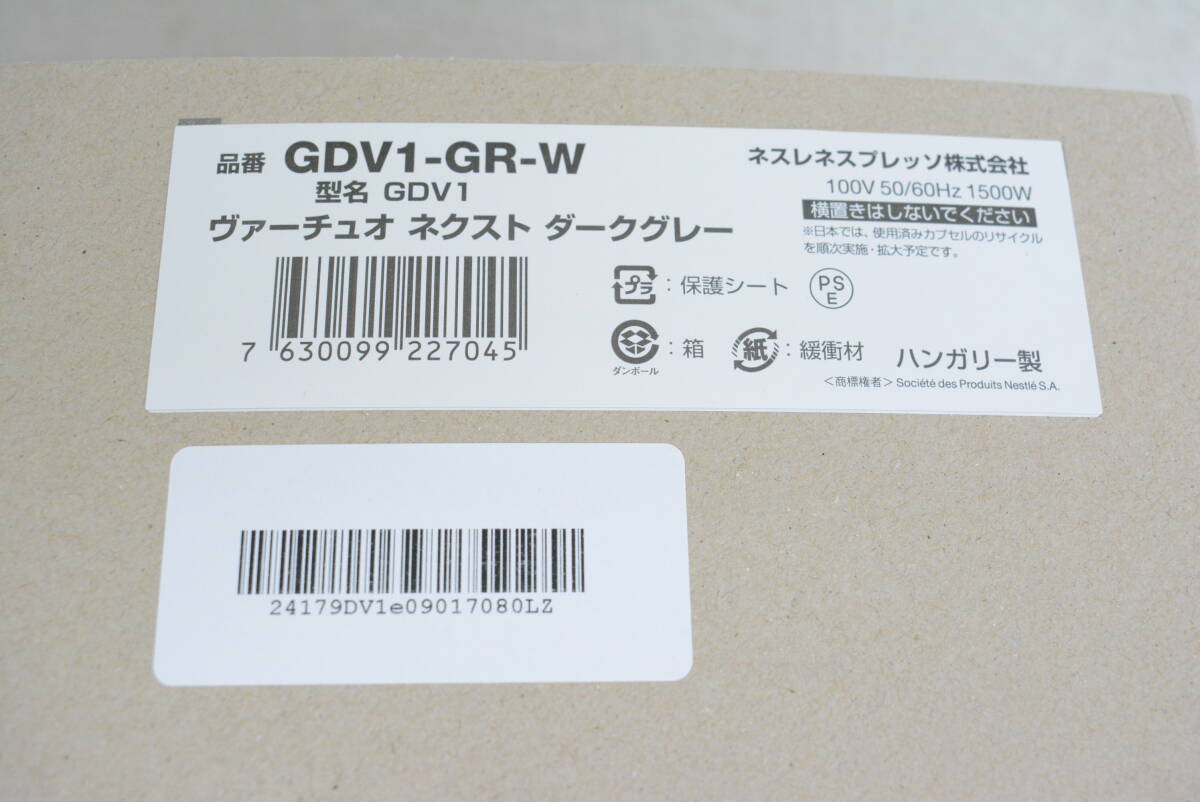 品番 GDV1-GR-W
型名 GDV1
ヴァーチュオ ネクスト ダークグレー
7 630099 227045
ネスレネスプレッソ株式会社
100V 50/60Hz 1500W
横置きはしないでください
※日本では、使用済みカプセルのリサイクル
を順次実施・拡大予定です。
プラ : 保護シート PS E
ダンボール : 箱 紙 : 緩衝材 ハンガリー製
<商標権者> Société des Produits Nestlé S.A.
24179DV1e09017080LZ